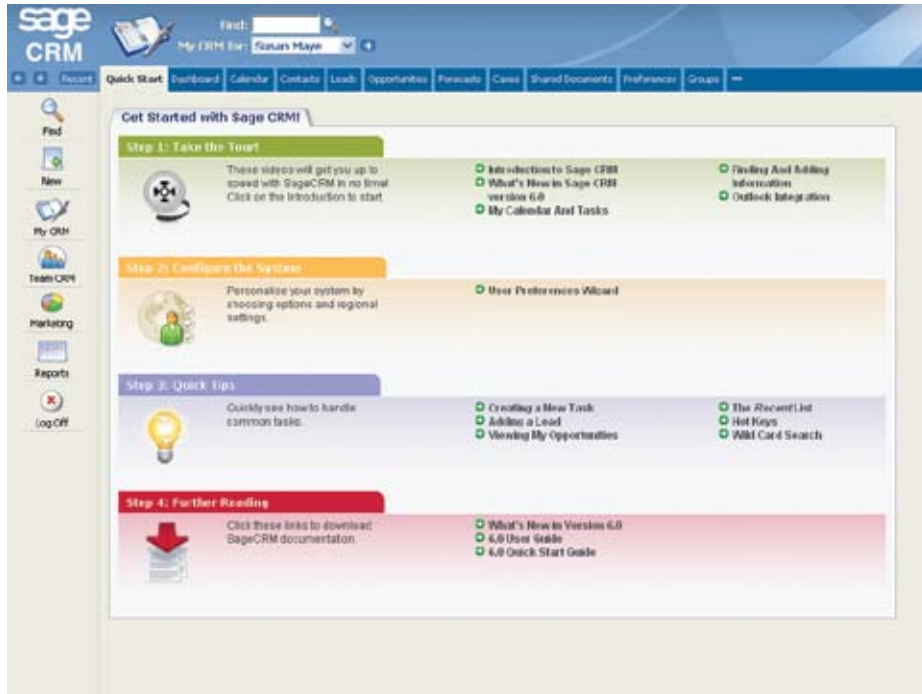 sage
CRM
Find:
My CRM for: Susan Maye
Recent
Quick Start Dashboard Calendar Contacts Leads Opportunities Forecasts Cases Shared Documents Preferences Groups
Find
New
My CRM
Team CRM
Marketing
Reports
Log Off
Get Started with Sage CRM!
Step 1: Take the Tour!
These videos will get you up to
speed with SageCRM in no time!
Click on the Introduction to start.
Introduction to Sage CRM
What's New in Sage CRM
version 6.0
My Calendar And Tasks
Finding And Adding
Information
Outlook Integration
Step 2: Configure the System
Personalise your system by
choosing options and regional
settings.
User Preferences Wizard
Step 3: Quick Tips
Quickly see how to handle
common tasks.
Creating a New Task
Adding a Lead
Viewing My Opportunities
The Recent List
Hot Keys
Wild Card Search
Step 4: Further Reading
Click these links to download
SageCRM documentation.
What's New in Version 6.0
6.0 User Guide
6.0 Quick Start Guide